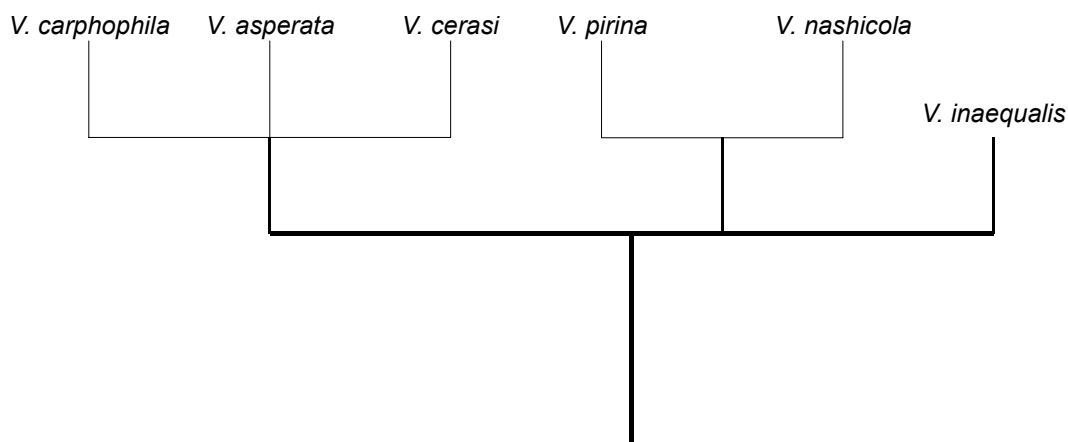 V. carphophila V. asperata V. cerasi V. pirina V. nashicola
V. inaequalis